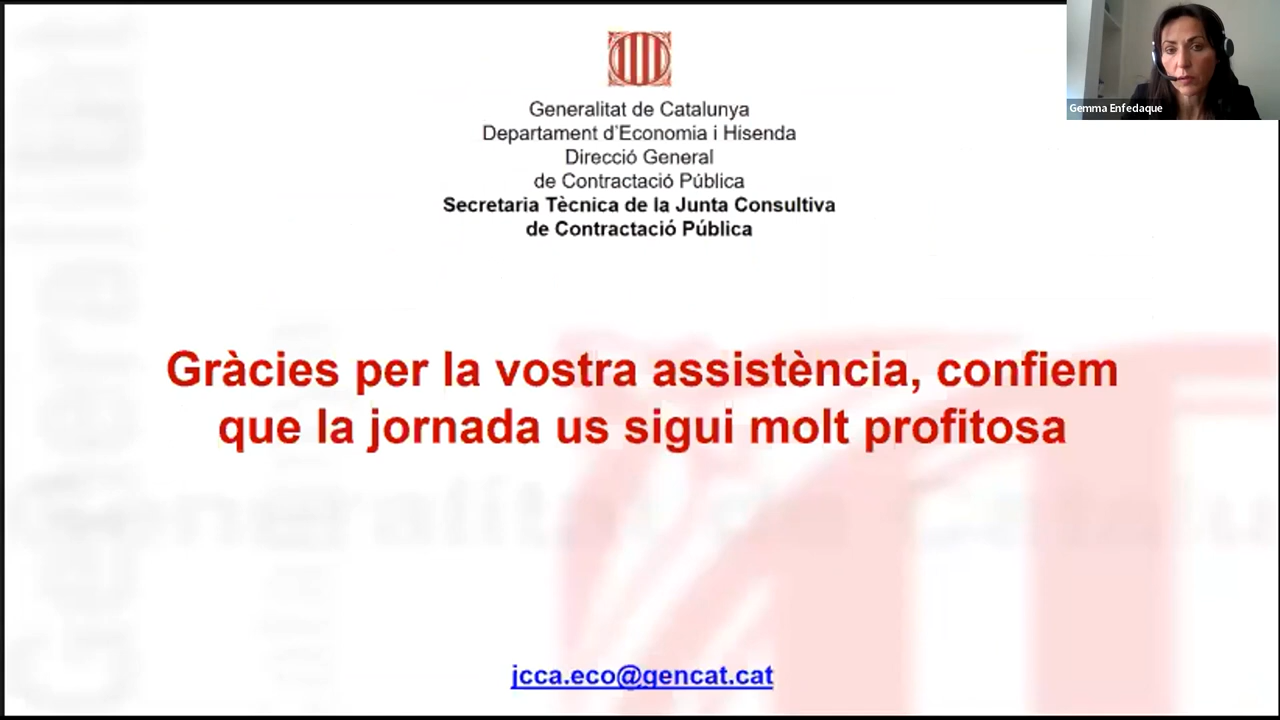 Gemma Enfedaque
Generalitat de Catalunya
Departament d'Economia i Hisenda
Direcció General
de Contractació Pública
Secretaria Tècnica de la Junta Consultiva
de Contractació Pública
Gràcies per la vostra assistència, confiem
que la jornada us sigui molt profitosa
jcca.eco@gencat.cat